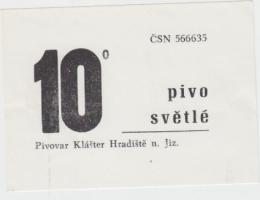 ČSN 566635
10°
pivo
světlé
Pivovar Klášter Hradiště n. Jiz.